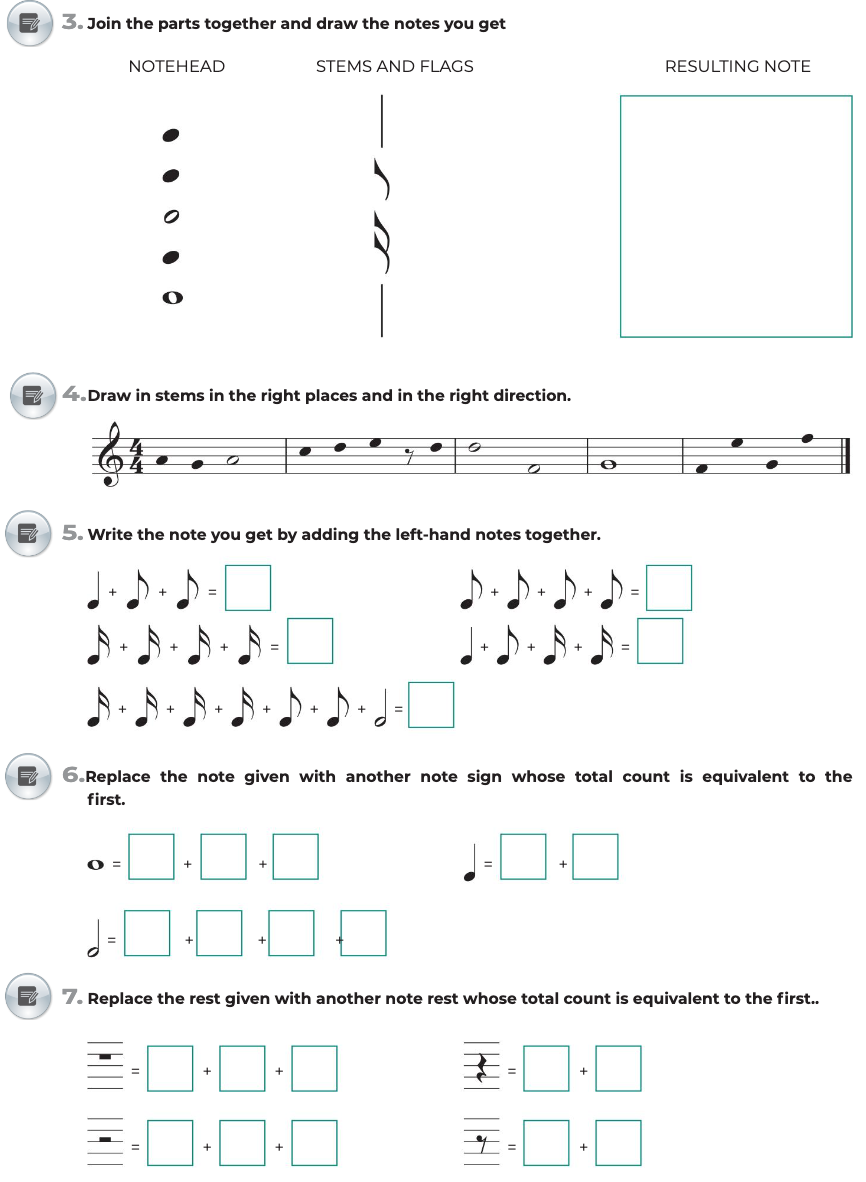 3. Join the parts together and draw the notes you get
NOTEHEAD STEMS AND FLAGS RESULTING NOTE
4. Draw in stems in the right places and in the right direction.
4
4
5. Write the note you get by adding the left-hand notes together.
+ + = + + + =
+ + + = + + + =
+ + + + + + =
6. Replace the note given with another note sign whose total count is equivalent to the
first.
= + + = +
= + + +
7. Replace the rest given with another note rest whose total count is equivalent to the first..
= + + = +
= + + = +